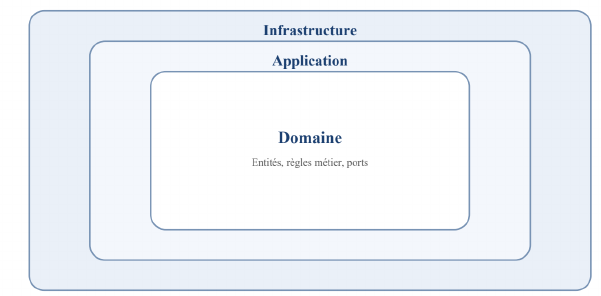 Infrastructure
Application
Domaine
Entités, règles métier, ports